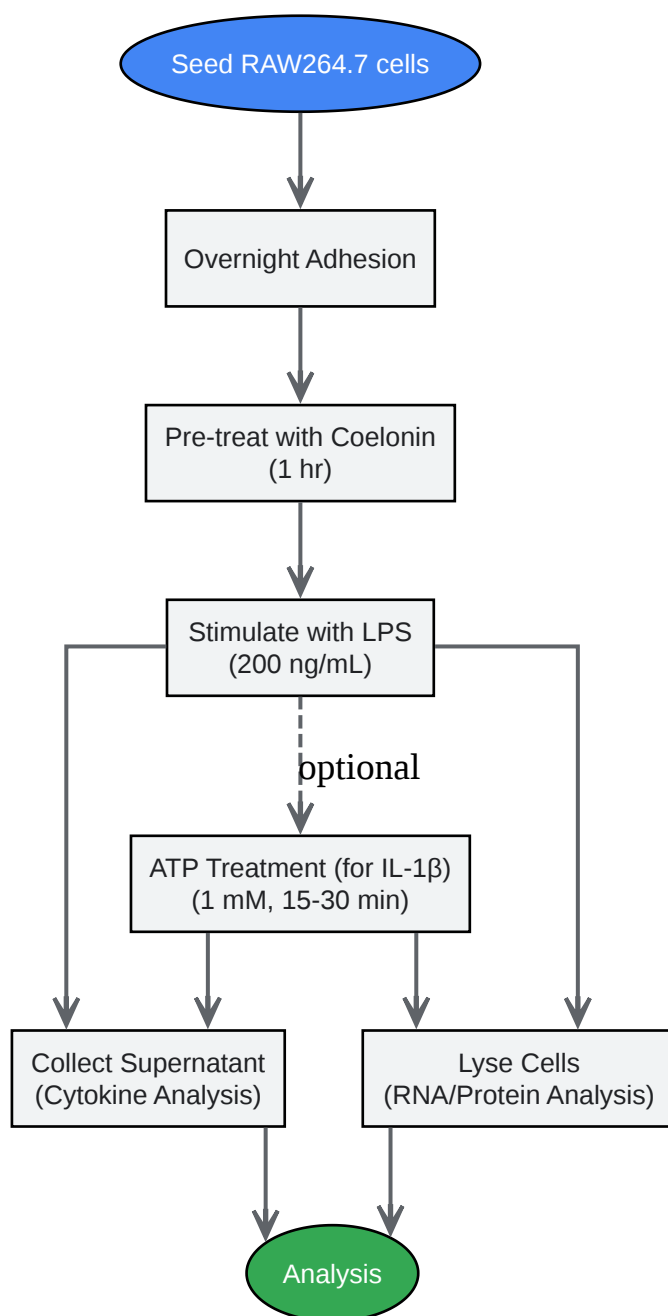 Seed RAW264.7 cells
Overnight Adhesion
Pre-treat with Coelonin
(1 hr)
Stimulate with LPS
(200 ng/mL)
optional
ATP Treatment (for IL-1β)
(1 mM, 15-30 min)
Collect Supernatant
(Cytokine Analysis)
Lyse Cells
(RNA/Protein Analysis)
Analysis